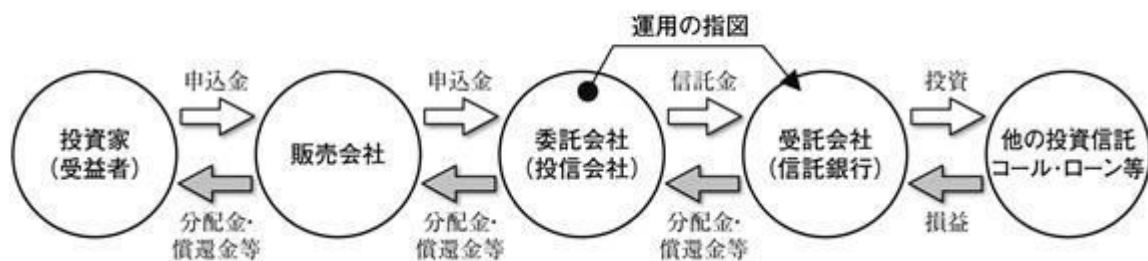 運用の指図
申込金
申込金
信託金
投資
投資家
（受益者）
販売会社
委託会社
（投信会社）
受託会社
（信託銀行）
他の投資信託
コール・ローン等
分配金・
償還金等
分配金・
償還金等
分配金・
償還金等
損益